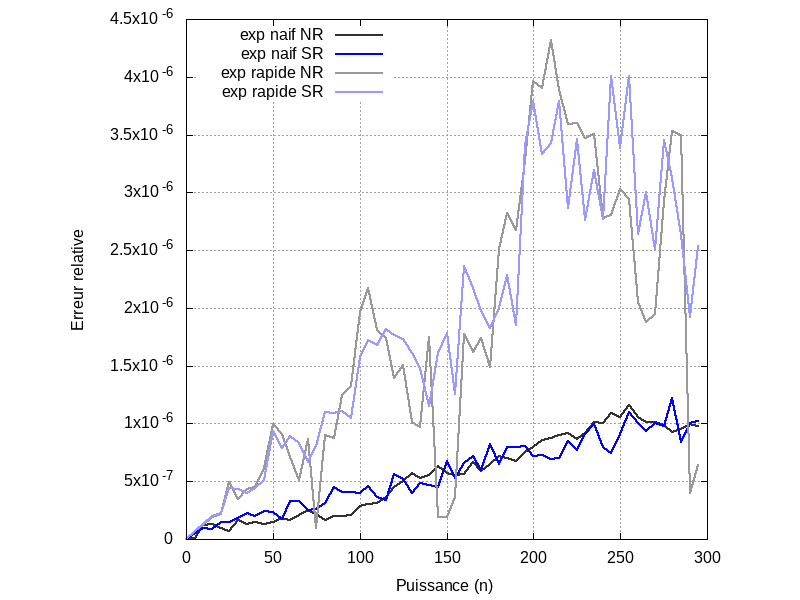 4.5x10 -6
4x10 -6
3.5x10 -6
3x10 -6
2.5x10 -6
2x10 -6
1.5x10 -6
1x10 -6
5x10 -7
0
Erreur relative
exp naif NR
exp naif SR
exp rapide NR
exp rapide SR
0 50 100 150 200 250 300
Puissance (n)